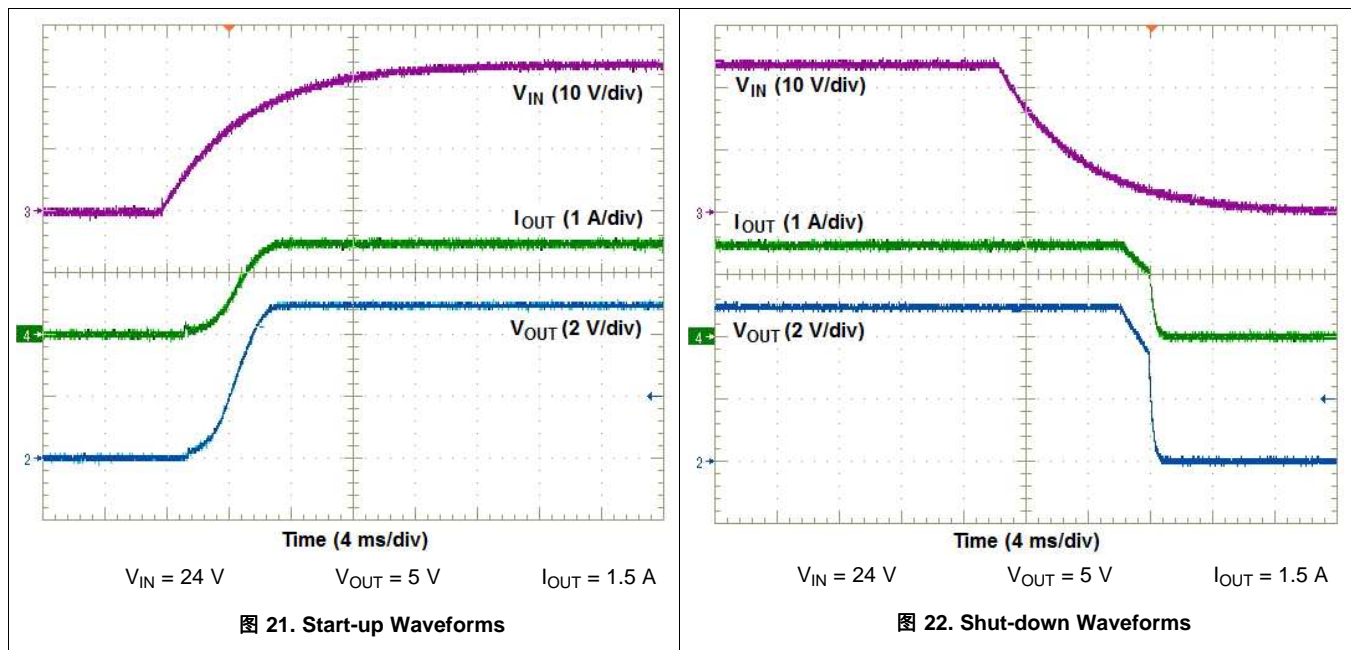 V_IN (10 V/div)
3
I_OUT (1 A/div)
4
V_OUT (2 V/div)
2
Time (4 ms/div)
V_IN = 24 V V_OUT = 5 V I_OUT = 1.5 A
图 21. Start-up Waveforms
V_IN (10 V/div)
3
I_OUT (1 A/div)
4
V_OUT (2 V/div)
2
Time (4 ms/div)
V_IN = 24 V V_OUT = 5 V I_OUT = 1.5 A
图 22. Shut-down Waveforms